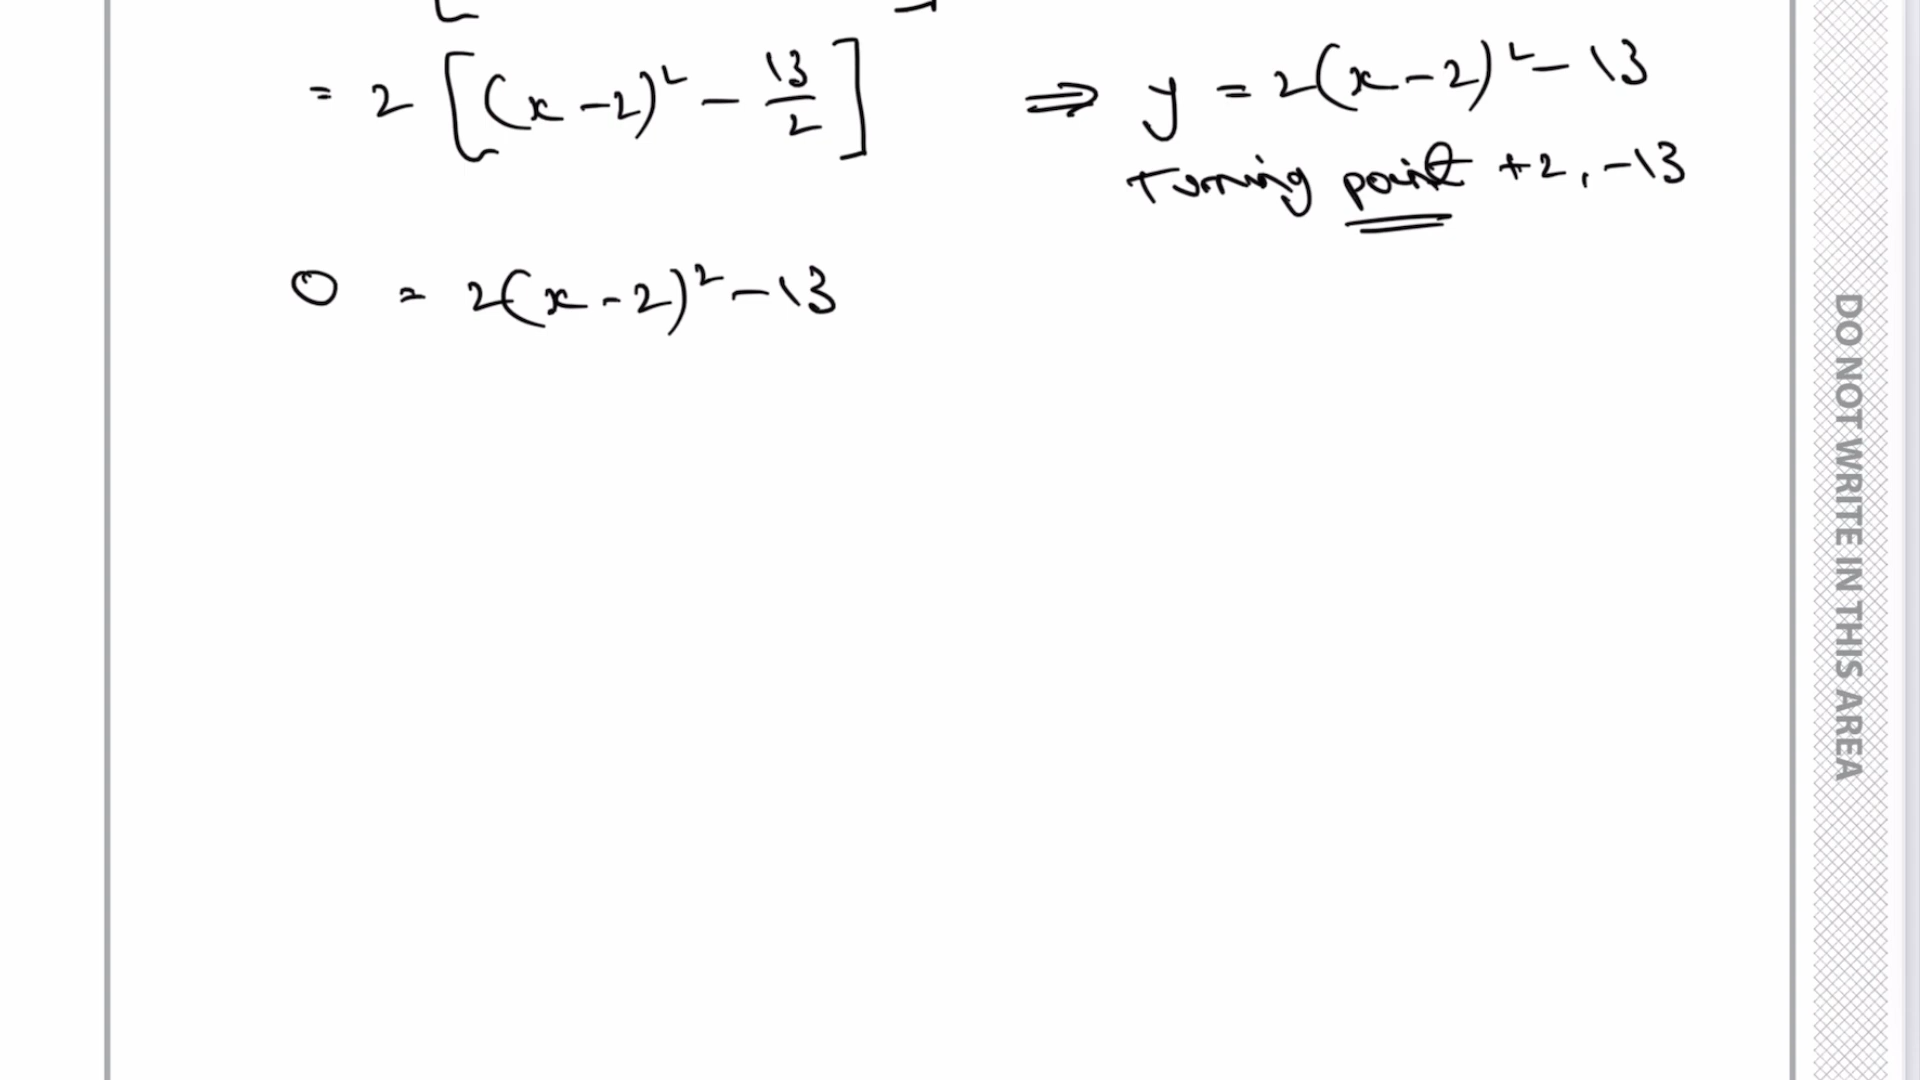 = 2 [(x-2)² - 13/2] ⇒ y = 2(x-2)² - 13
Turning point +2, -13
0 = 2(x-2)² - 13
DO NOT WRITE IN THIS AREA